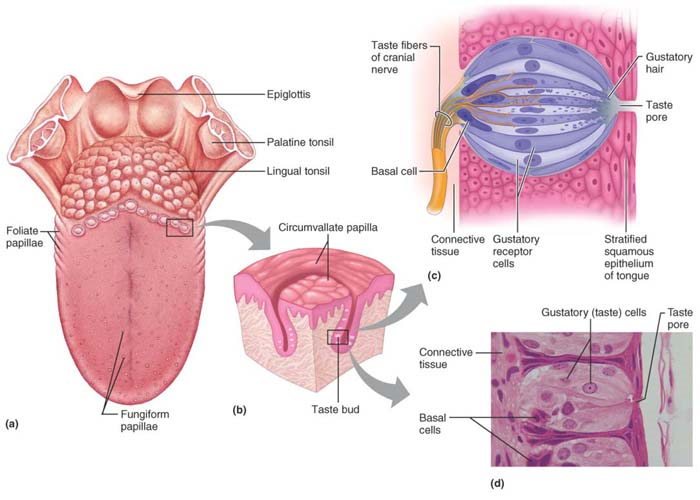 Epiglottis
Palatine tonsil
Lingual tonsil
Foliate
papillae
Fungiform
papillae
(a)
Circumvallate papilla
Taste bud
(b)
Taste fibers
of cranial
nerve
Gustatory
hair
Taste
pore
Basal cell
Connective
tissue
Gustatory
receptor
cells
Stratified
squamous
epithelium
of tongue
(c)
Gustatory (taste) cells
Taste
pore
Connective
tissue
Basal
cells
(d)